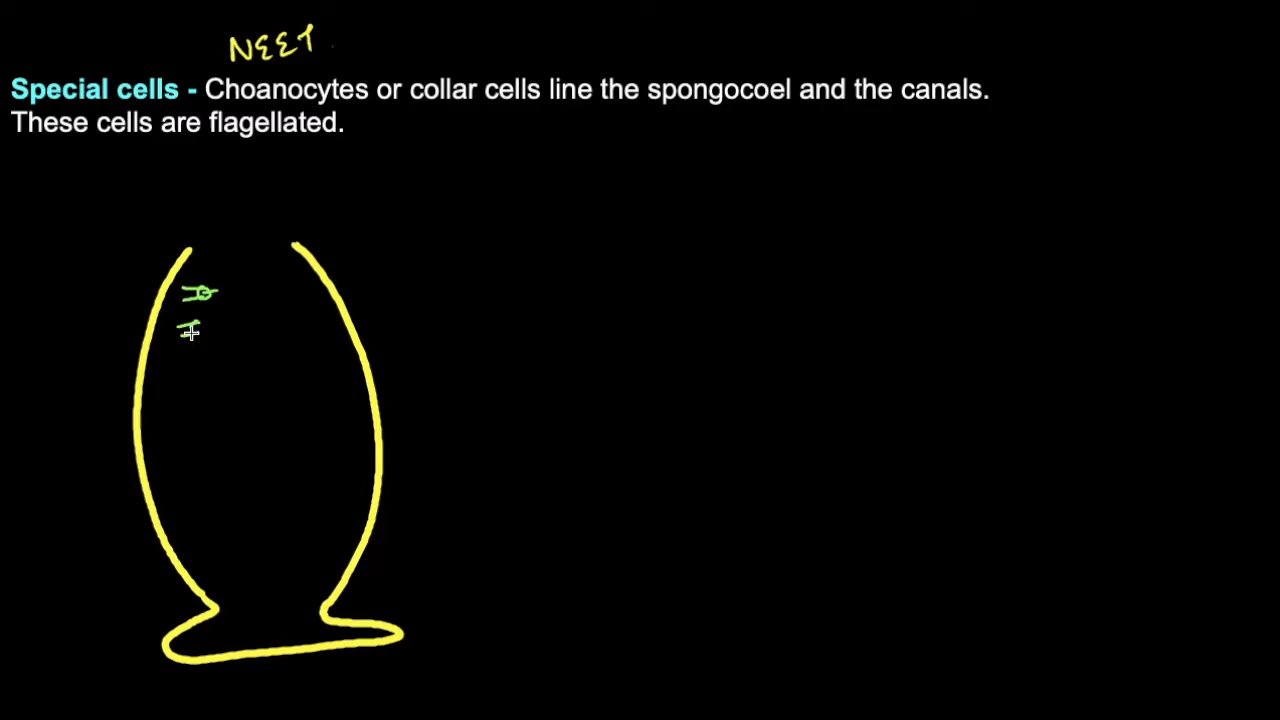 NEET
Special cells - Choanocytes or collar cells line the spongocoel and the canals.
These cells are flagellated.